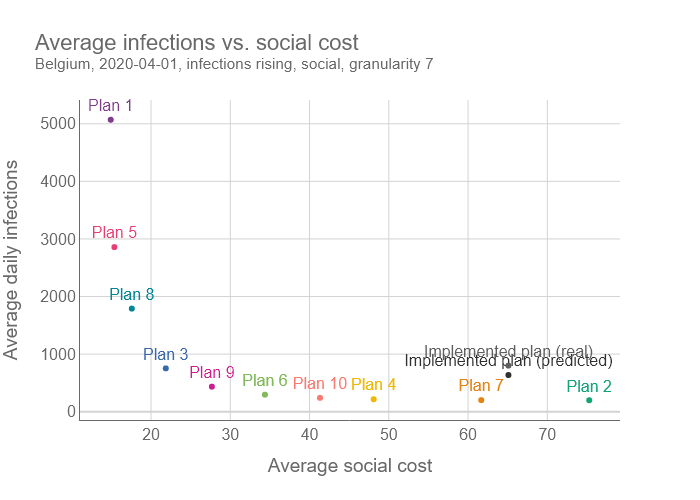 Average infections vs. social cost
Belgium, 2020-04-01, infections rising, social, granularity 7
Average daily infections
5000
4000
3000
2000
1000
0
Plan 1
Plan 5
Plan 8
Plan 3
Plan 9
Plan 6
Plan 10
Plan 4
Implemented plan (real)
Implemented plan (predicted)
Plan 7
Plan 2
20
30
40
50
60
70
Average social cost